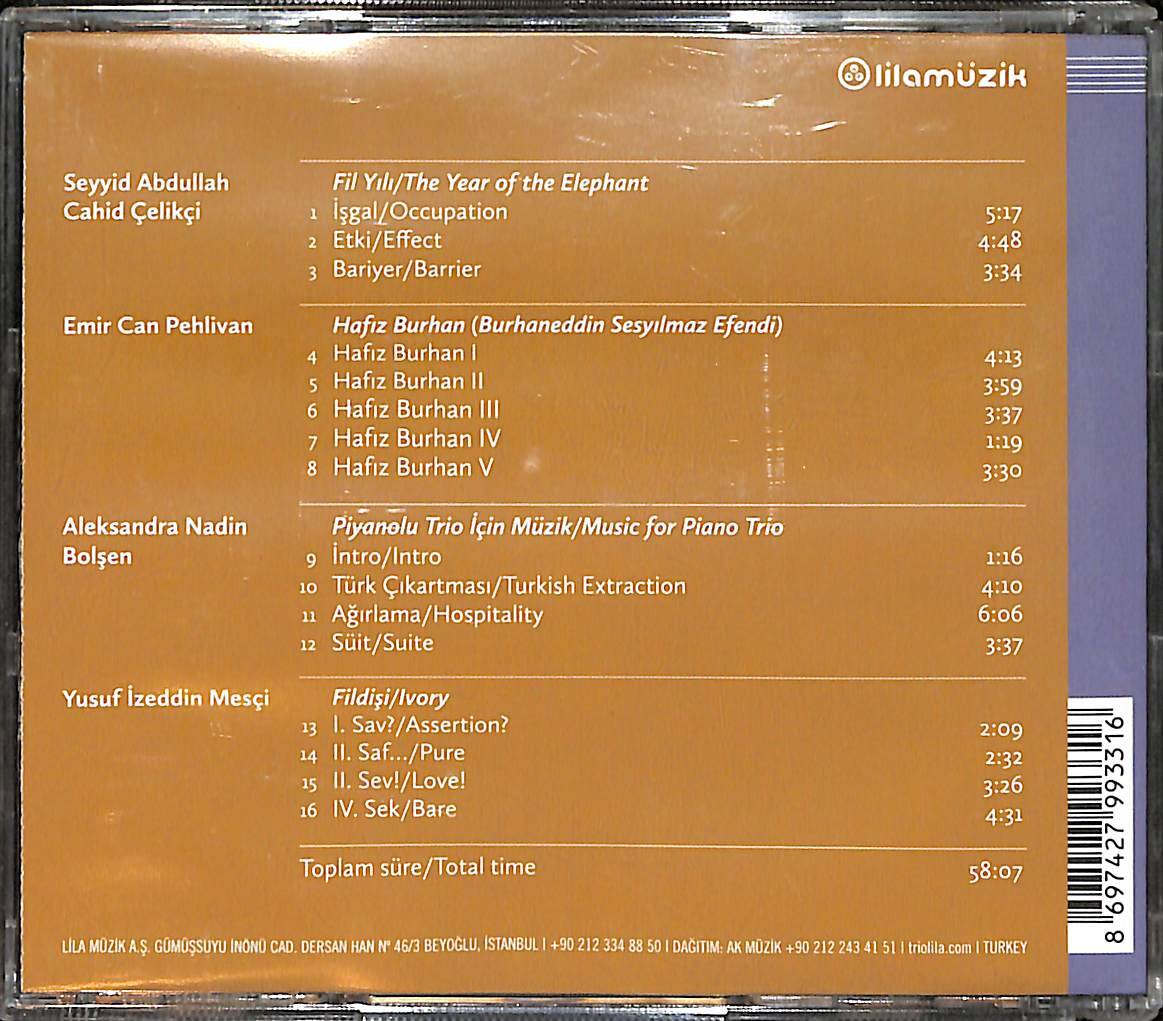 lilamüzik
Seyyid Abdullah
Cahid Çelikçi
Fil Yılı/The Year of the Elephant
1 İşgal/Occupation 5:17
2 Etki/Effect 4:48
3 Bariyer/Barrier 3:34
Emir Can Pehlivan
Hafız Burhan (Burhaneddin Sesyılmaz Efendi)
4 Hafız Burhan I 4:13
5 Hafız Burhan II 3:59
6 Hafız Burhan III 3:37
7 Hafız Burhan IV 1:19
8 Hafız Burhan V 3:30
Aleksandra Nadin
Bolşen
Piyanolu Trio İçin Müzik/Music for Piano Trio
9 İntro/Intro 1:16
10 Türk Çıkartması/Turkish Extraction 4:10
11 Ağırlama/Hospitality 6:06
12 Süit/Suite 3:37
Yusuf İzeddin Mesçi
Fildişi/Ivory
13 I. Sav?/Assertion? 2:09
14 II. Saf.../Pure 2:32
15 II. Sev!/Love! 3:26
16 IV. Sek/Bare 4:31
Toplam süre/Total time 58:07
LİLA MÜZİK A.Ş. GÜMÜŞSUYU İNÖNÜ CAD. DERSAN HAN Nº 46/3 BEYOĞLU, İSTANBUL I +90 212 334 88 50 I DAĞITIM: AK MÜZİK +90 212 243 41 51 I triolila.com I TURKEY
8 697427 993316